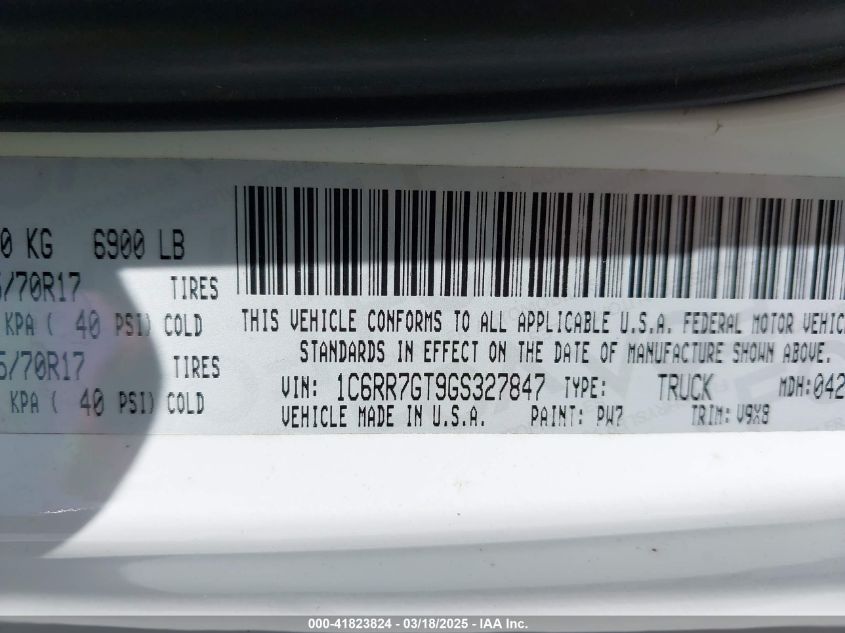 0 KG 6900 LB
/70R17 TIRES
KPA ( 40 PSI) COLD
5/70R17 TIRES
KPA ( 40 PSI) COLD
THIS VEHICLE CONFORMS TO ALL APPLICABLE U.S.A. FEDERAL MOTOR VEHIC
STANDARDS IN EFFECT ON THE DATE OF MANUFACTURE SHOWN ABOVE.
VIN: 1C6RR7GT9GS327847 TYPE: TRUCK MDH:042
VEHICLE MADE IN U.S.A. PAINT: PW7 TRIM: V9X8
000-41823824 | 03/18/2025 - IAA Inc.